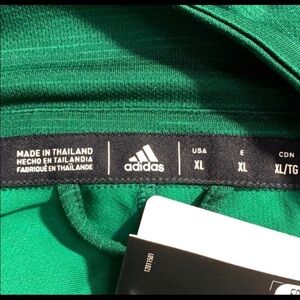 MADE IN THAILAND
HECHO EN TAILANDIA
FABRIQUÉ EN THAÏLANDE
adidas
USA
XL
E
XL
CDN
XL/TG